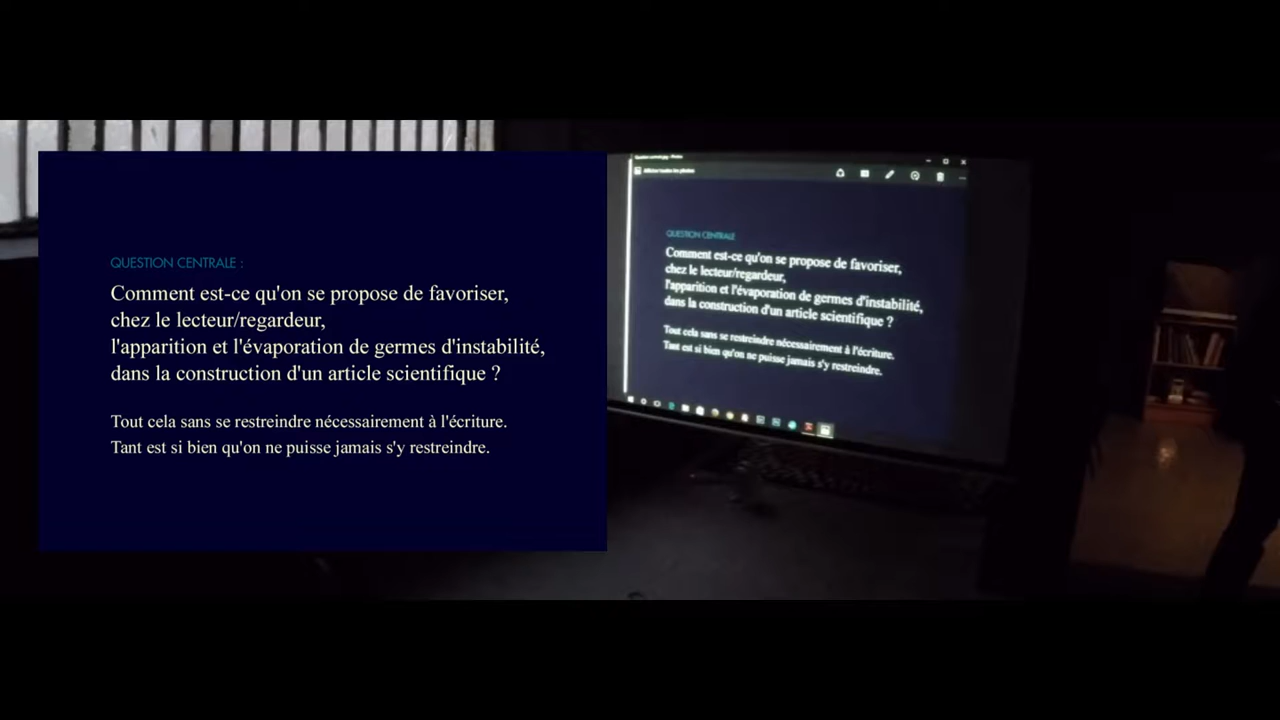 QUESTION CENTRALE :
Comment est-ce qu'on se propose de favoriser,
chez le lecteur/regardeur,
l'apparition et l'évaporation de germes d'instabilité,
dans la construction d'un article scientifique ?
Tout cela sans se restreindre nécessairement à l'écriture.
Tant est si bien qu'on ne puisse jamais s'y restreindre.
Afficher toutes les photos
QUESTION CENTRALE
Comment est-ce qu'on se propose de favoriser,
chez le lecteur/regardeur,
l'apparition et l'évaporation de germes d'instabilité,
dans la construction d'un article scientifique ?
Tout cela sans se restreindre nécessairement à l'écriture.
Tant est si bien qu'on ne puisse jamais s'y restreindre.